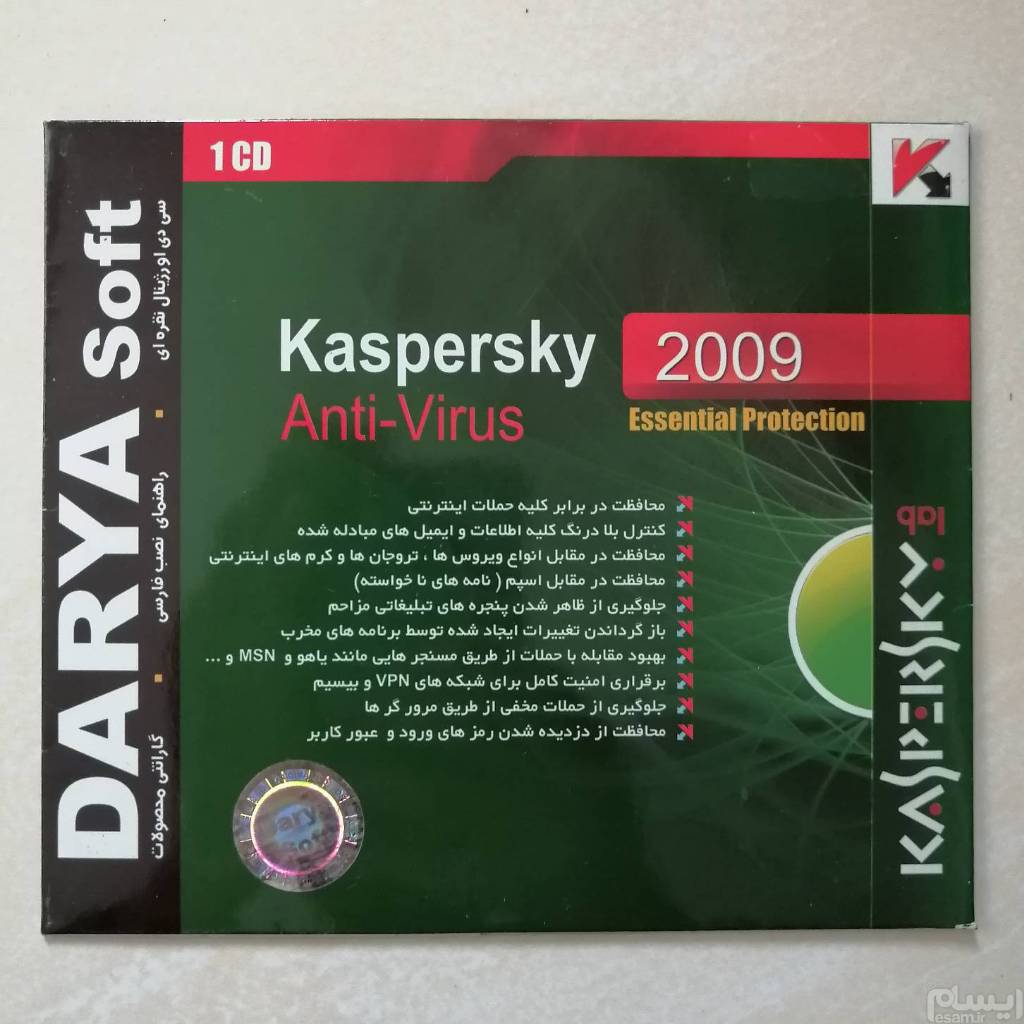 1 CD
Kaspersky
Anti-Virus
2009
Essential Protection
محافظت در برابر کلیه حملات اینترنتی
کنترل بلا درنگ کلیه اطلاعات و ایمیل های مبادله شده
محافظت در مقابل انواع ویروس ها ، تروجان ها و کرم های اینترنتی
محافظت در مقابل اسپم ( نامه های نا خواسته)
جلوگیری از ظاهر شدن پنجره های تبلیغاتی مزاحم
باز گرداندن تغییرات ایجاد شده توسط برنامه های مخرب
بهبود مقابله با حملات از طریق مسنجر هایی مانند یاهو و MSN و ...
برقراری امنیت کامل برای شبکه های VPN و بیسیم
جلوگیری از حملات مخفی از طریق مرور گر ها
محافظت از دزدیده شدن رمز های ورود و عبور کاربر
DARYA Soft
سی دی اورژینال نقره ای
راهنمای نصب فارسی
گارانتی محصولات
KASPERSKY lab
ایسام
esam.ir